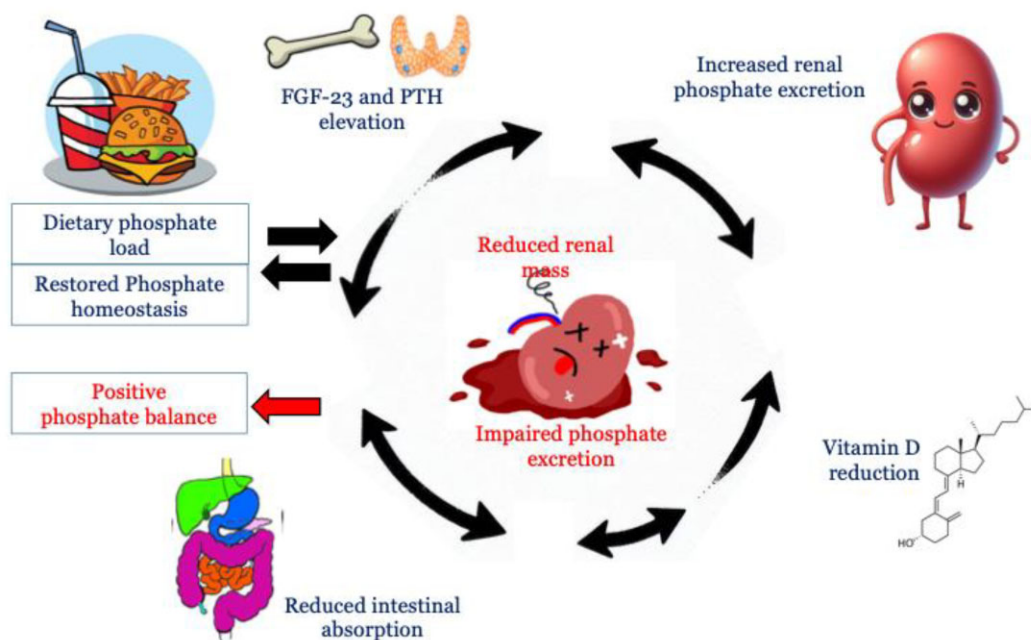 FGF-23 and PTH
elevation
Increased renal
phosphate excretion
Dietary phosphate
load
Restored Phosphate
homeostasis
Reduced renal
mass
Positive
phosphate balance
Impaired phosphate
excretion
Vitamin D
reduction
H
HO
Reduced intestinal
absorption